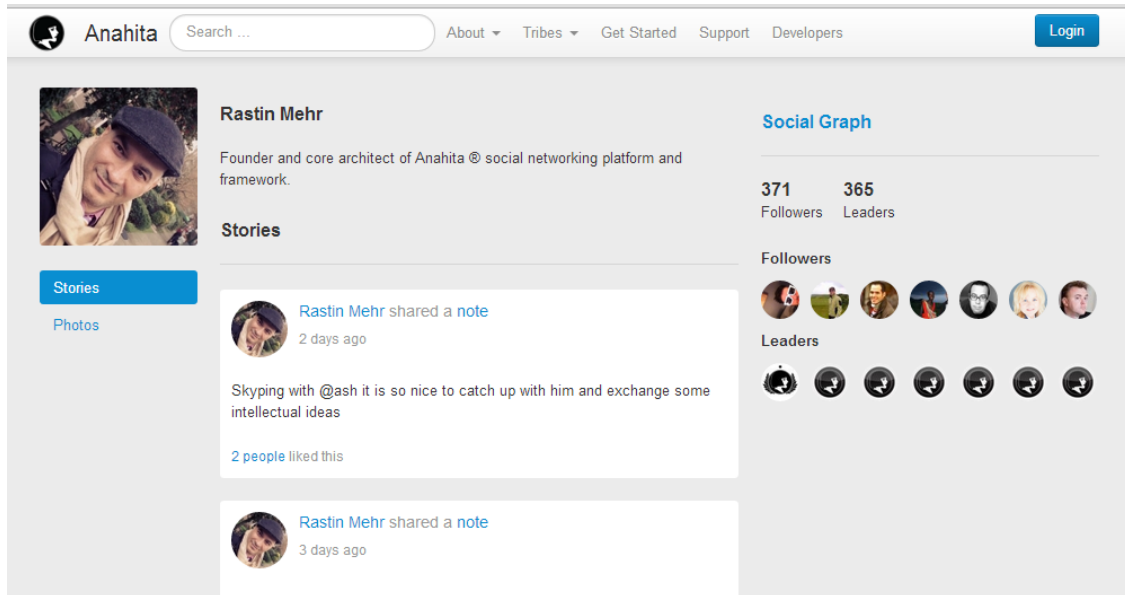 Anahita
Search ...
About
Tribes
Get Started
Support
Developers
Login
Rastin Mehr
Founder and core architect of Anahita ® social networking platform and
framework.
Stories
Stories
Photos
Rastin Mehr shared a note
2 days ago
Skyping with @ash it is so nice to catch up with him and exchange some
intellectual ideas
2 people liked this
Rastin Mehr shared a note
3 days ago
Social Graph
371 365
Followers Leaders
Followers
Leaders